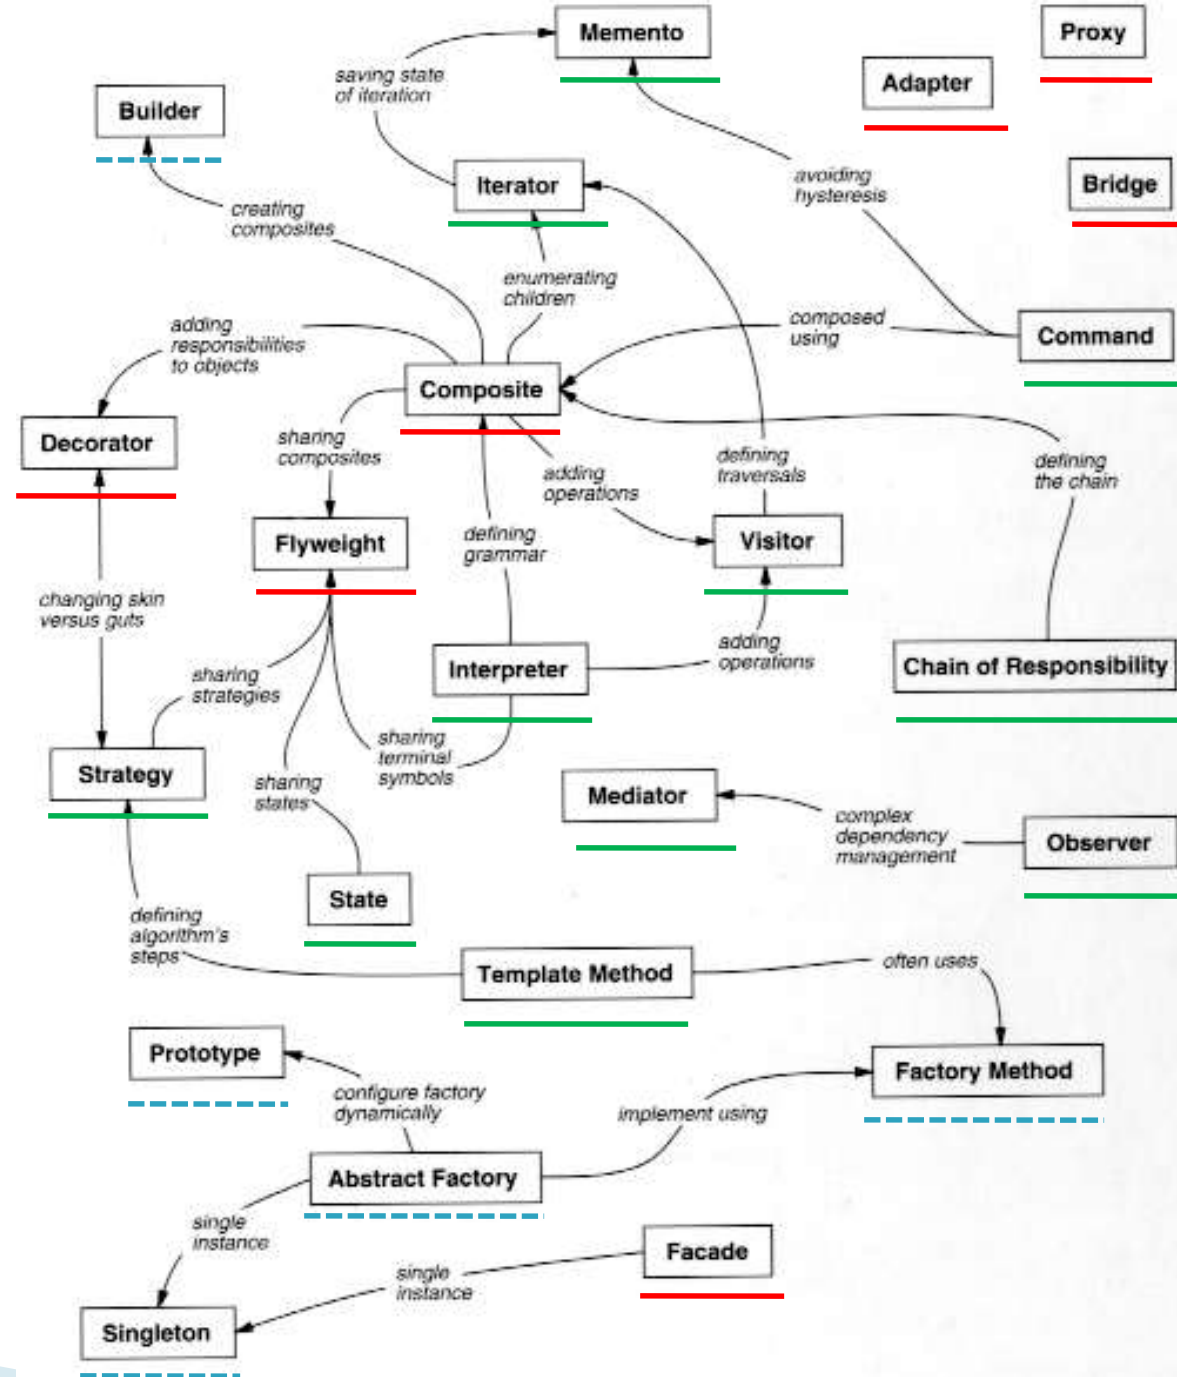 Memento
Proxy
Adapter
saving state
of iteration
Builder
avoiding
hysteresis
Iterator
Bridge
creating
composites
enumerating
children
adding
responsibilities
to objects
composed
using
Command
Composite
Decorator
sharing
composites
adding
operations
defining
traversals
defining
the chain
Flyweight
defining
grammar
Visitor
changing skin
versus guts
adding
operations
Interpreter
Chain of Responsibility
sharing
strategies
sharing
terminal
symbols
Strategy
sharing
states
Mediator
complex
dependency
management
Observer
State
defining
algorithm's
steps
Template Method
often uses
Prototype
Factory Method
configure factory
dynamically
implement using
Abstract Factory
single
instance
Facade
single
instance
Singleton